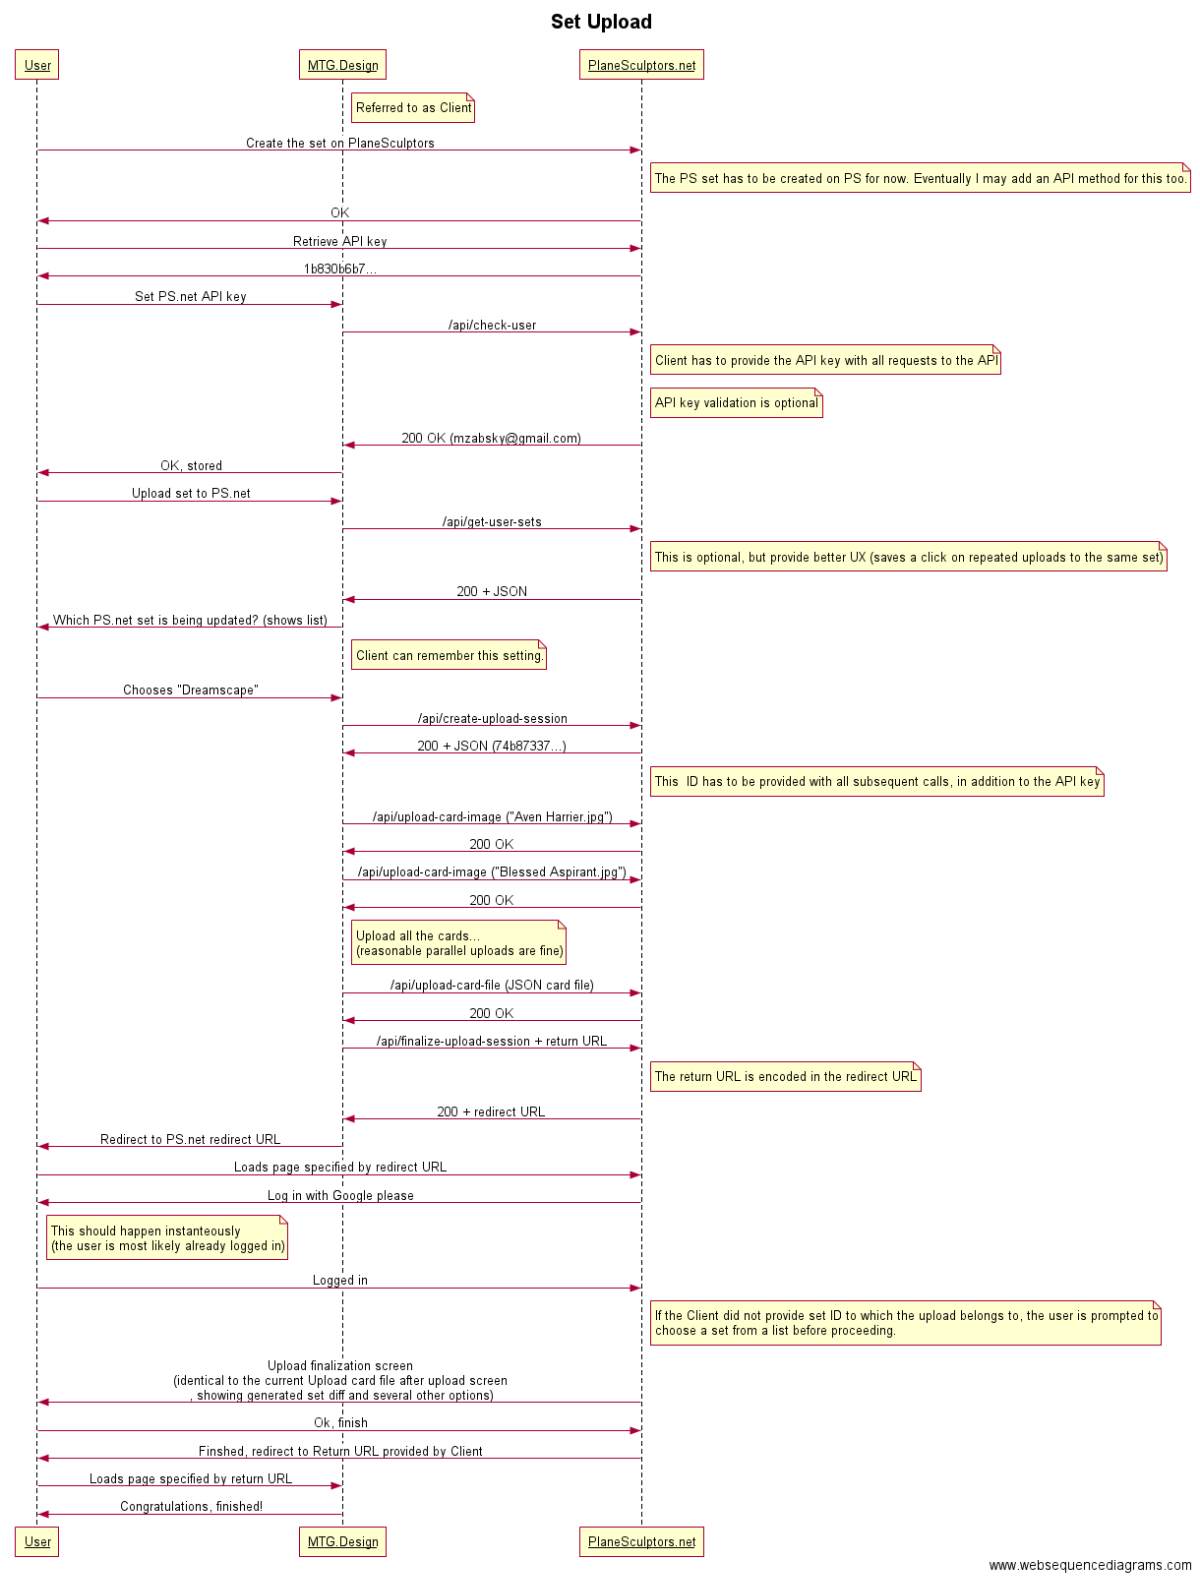 Set Upload
User
MTG.Design
PlaneSculptors.net
Referred to as Client
Create the set on PlaneSculptors
The PS set has to be created on PS for now. Eventually I may add an API method for this too.
OK
Retrieve API key
1b830b6b7...
Set PS.net API key
/api/check-user
Client has to provide the API key with all requests to the API
API key validation is optional
200 OK (mzabsky@gmail.com)
OK, stored
Upload set to PS.net
/api/get-user-sets
This is optional, but provide better UX (saves a click on repeated uploads to the same set)
200 + JSON
Which PS.net set is being updated? (shows list)
Client can remember this setting.
Chooses "Dreamscape"
/api/create-upload-session
200 + JSON (74b87337...)
This  ID has to be provided with all subsequent calls, in addition to the API key
/api/upload-card-image ("Aven Harrier.jpg")
200 OK
/api/upload-card-image ("Blessed Aspirant.jpg")
200 OK
Upload all the cards...
(reasonable parallel uploads are fine)
/api/upload-card-file (JSON card file)
200 OK
/api/finalize-upload-session + return URL
The return URL is encoded in the redirect URL
200 + redirect URL
Redirect to PS.net redirect URL
Loads page specified by redirect URL
Log in with Google please
This should happen instanteously
(the user is most likely already logged in)
Logged in
If the Client did not provide set ID to which the upload belongs to, the user is prompted to
choose a set from a list before proceeding.
Upload finalization screen
(identical to the current Upload card file after upload screen
, showing generated set diff and several other options)
Ok, finish
Finshed, redirect to Return URL provided by Client
Loads page specified by return URL
Congratulations, finished!
User
MTG.Design
PlaneSculptors.net
www.websequencediagrams.com